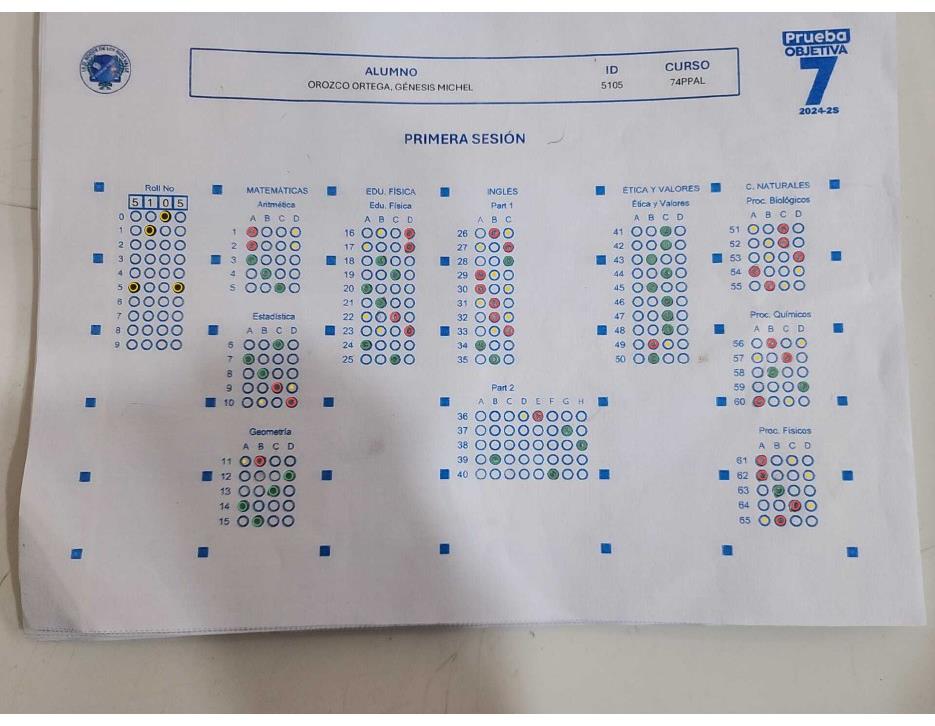 Prueba
OBJETIVA
7
2024-2S
ALUMNO ID CURSO
OROZCO ORTEGA, GÉNESIS MICHEL 5105 74PPAL
PRIMERA SESIÓN
Roll No
5 1 0 5
0
1
2
3
4
5
6
7
8
9
MATEMÁTICAS
Aritmética
A B C D
1
2
3
4
5
Estadística
A B C D
6
7
8
9
10
Geometría
A B C D
11
12
13
14
15
EDU. FÍSICA
Edu. Física
A B C D
16
17
18
19
20
21
22
23
24
25
INGLÉS
Part 1
A B C
26
27
28
29
30
31
32
33
34
35
Part 2
A B C D E F G H
36
37
38
39
40
ÉTICA Y VALORES
Ética y Valores
A B C D
41
42
43
44
45
46
47
48
49
50
C. NATURALES
Proc. Biológicos
A B C D
51
52
53
54
55
Proc. Químicos
A B C D
56
57
58
59
60
Proc. Físicos
A B C D
61
62
63
64
65